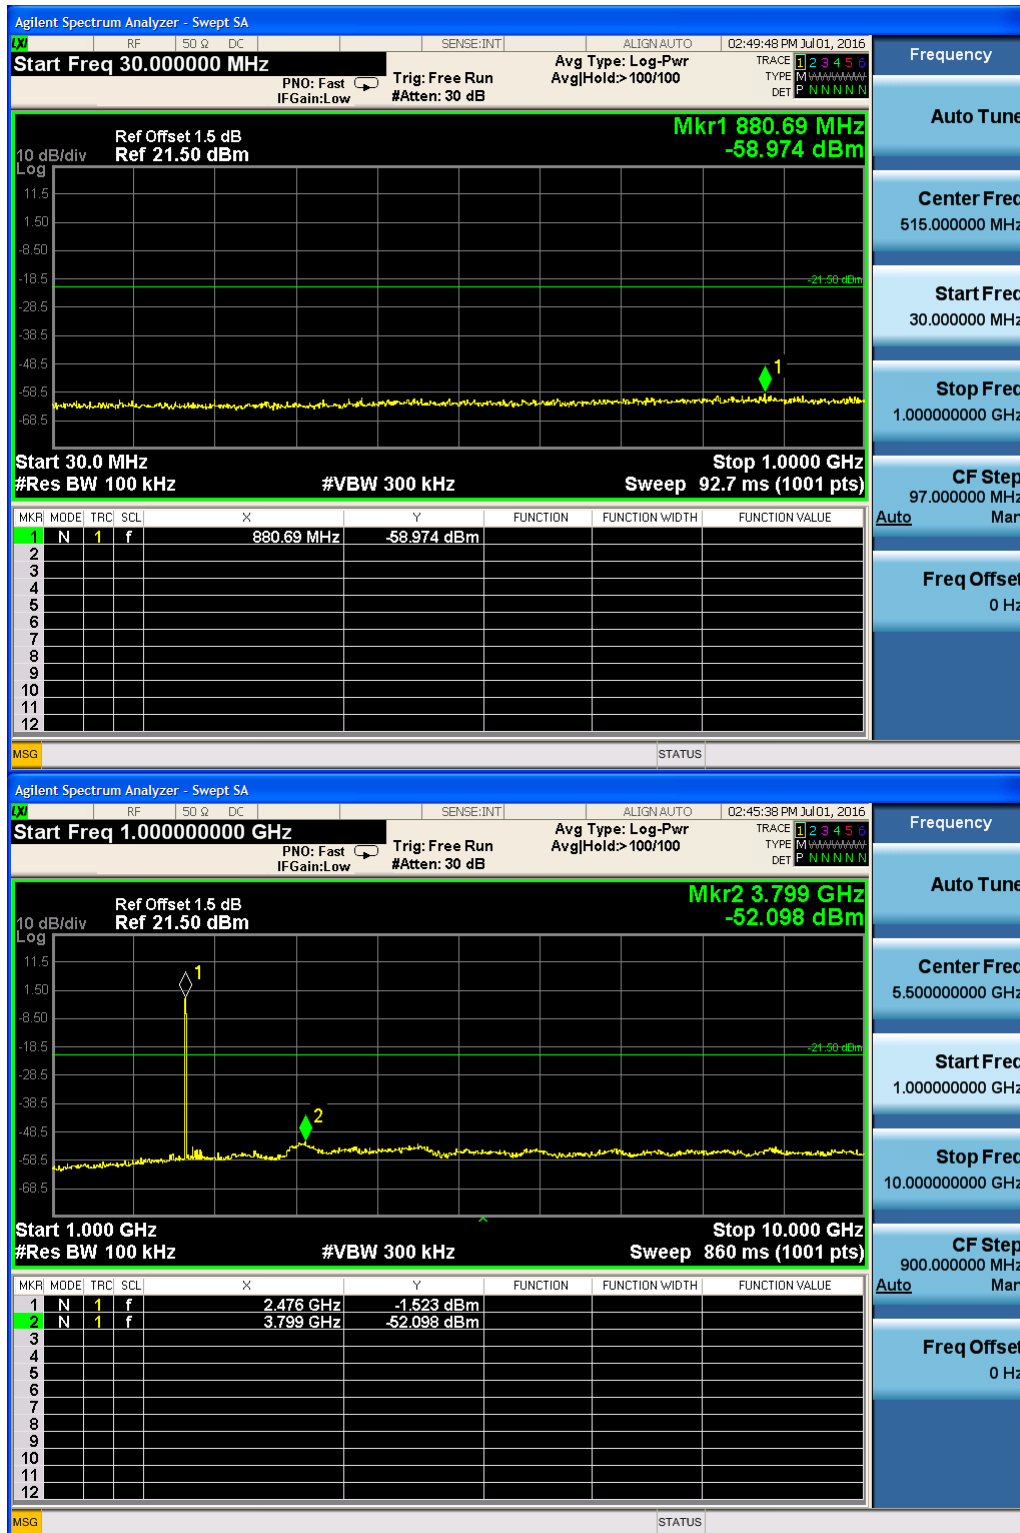 Agilent Spectrum Analyzer - Swept SA
LXI RF 50 Ω DC SENSE:INT ALIGN AUTO 02:49:48 PM Jul 01, 2016
Start Freq 30.000000 MHz
PNO: Fast
IFGain:Low
Trig: Free Run
#Atten: 30 dB
Avg Type: Log-Pwr
Avg|Hold:>100/100
TRACE 1 2 3 4 5 6
TYPE M
DET P N N N N N
Frequency
Mkr1 880.69 MHz
-58.974 dBm
Ref Offset 1.5 dB
10 dB/div Ref 21.50 dBm
Log
11.5
1.50
-8.50
-18.5
-21.50 dBm
-28.5
-38.5
-48.5
1
-58.5
-68.5
Start 30.0 MHz Stop 1.0000 GHz
#Res BW 100 kHz #VBW 300 kHz Sweep 92.7 ms (1001 pts)
MKR MODE TRC SCL X Y FUNCTION FUNCTION WIDTH FUNCTION VALUE
1 N 1 f 880.69 MHz -58.974 dBm
2
3
4
5
6
7
8
9
10
11
12
MSG STATUS
Auto Tune
Center Freq
515.000000 MHz
Start Freq
30.000000 MHz
Stop Freq
1.000000000 GHz
CF Step
97.000000 MHz
Auto Man
Freq Offset
0 Hz
Agilent Spectrum Analyzer - Swept SA
LXI RF 50 Ω DC SENSE:INT ALIGN AUTO 02:45:38 PM Jul 01, 2016
Start Freq 1.000000000 GHz
PNO: Fast
IFGain:Low
Trig: Free Run
#Atten: 30 dB
Avg Type: Log-Pwr
Avg|Hold:>100/100
TRACE 1 2 3 4 5 6
TYPE M
DET P N N N N N
Frequency
Mkr2 3.799 GHz
-52.098 dBm
Ref Offset 1.5 dB
10 dB/div Ref 21.50 dBm
Log
11.5
1
1.50
-8.50
-18.5
-21.50 dBm
-28.5
-38.5
2
-48.5
-58.5
-68.5
Start 1.000 GHz Stop 10.000 GHz
#Res BW 100 kHz #VBW 300 kHz Sweep 860 ms (1001 pts)
MKR MODE TRC SCL X Y FUNCTION FUNCTION WIDTH FUNCTION VALUE
1 N 1 f 2.476 GHz -1.523 dBm
2 N 1 f 3.799 GHz -52.098 dBm
3
4
5
6
7
8
9
10
11
12
MSG STATUS
Auto Tune
Center Freq
5.500000000 GHz
Start Freq
1.000000000 GHz
Stop Freq
10.000000000 GHz
CF Step
900.000000 MHz
Auto Man
Freq Offset
0 Hz